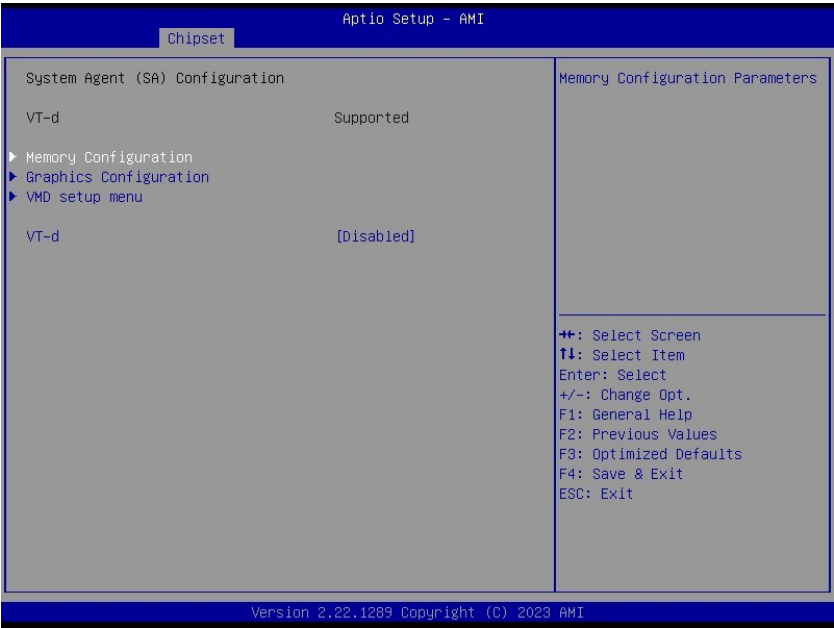 Aptio Setup – AMI
Chipset
System Agent (SA) Configuration
VT-d Supported
Memory Configuration
Graphics Configuration
VMD setup menu
VT-d [Disabled]
Memory Configuration Parameters
→←: Select Screen
↑↓: Select Item
Enter: Select
+/-: Change Opt.
F1: General Help
F2: Previous Values
F3: Optimized Defaults
F4: Save & Exit
ESC: Exit
Version 2.22.1289 Copyright (C) 2023 AMI